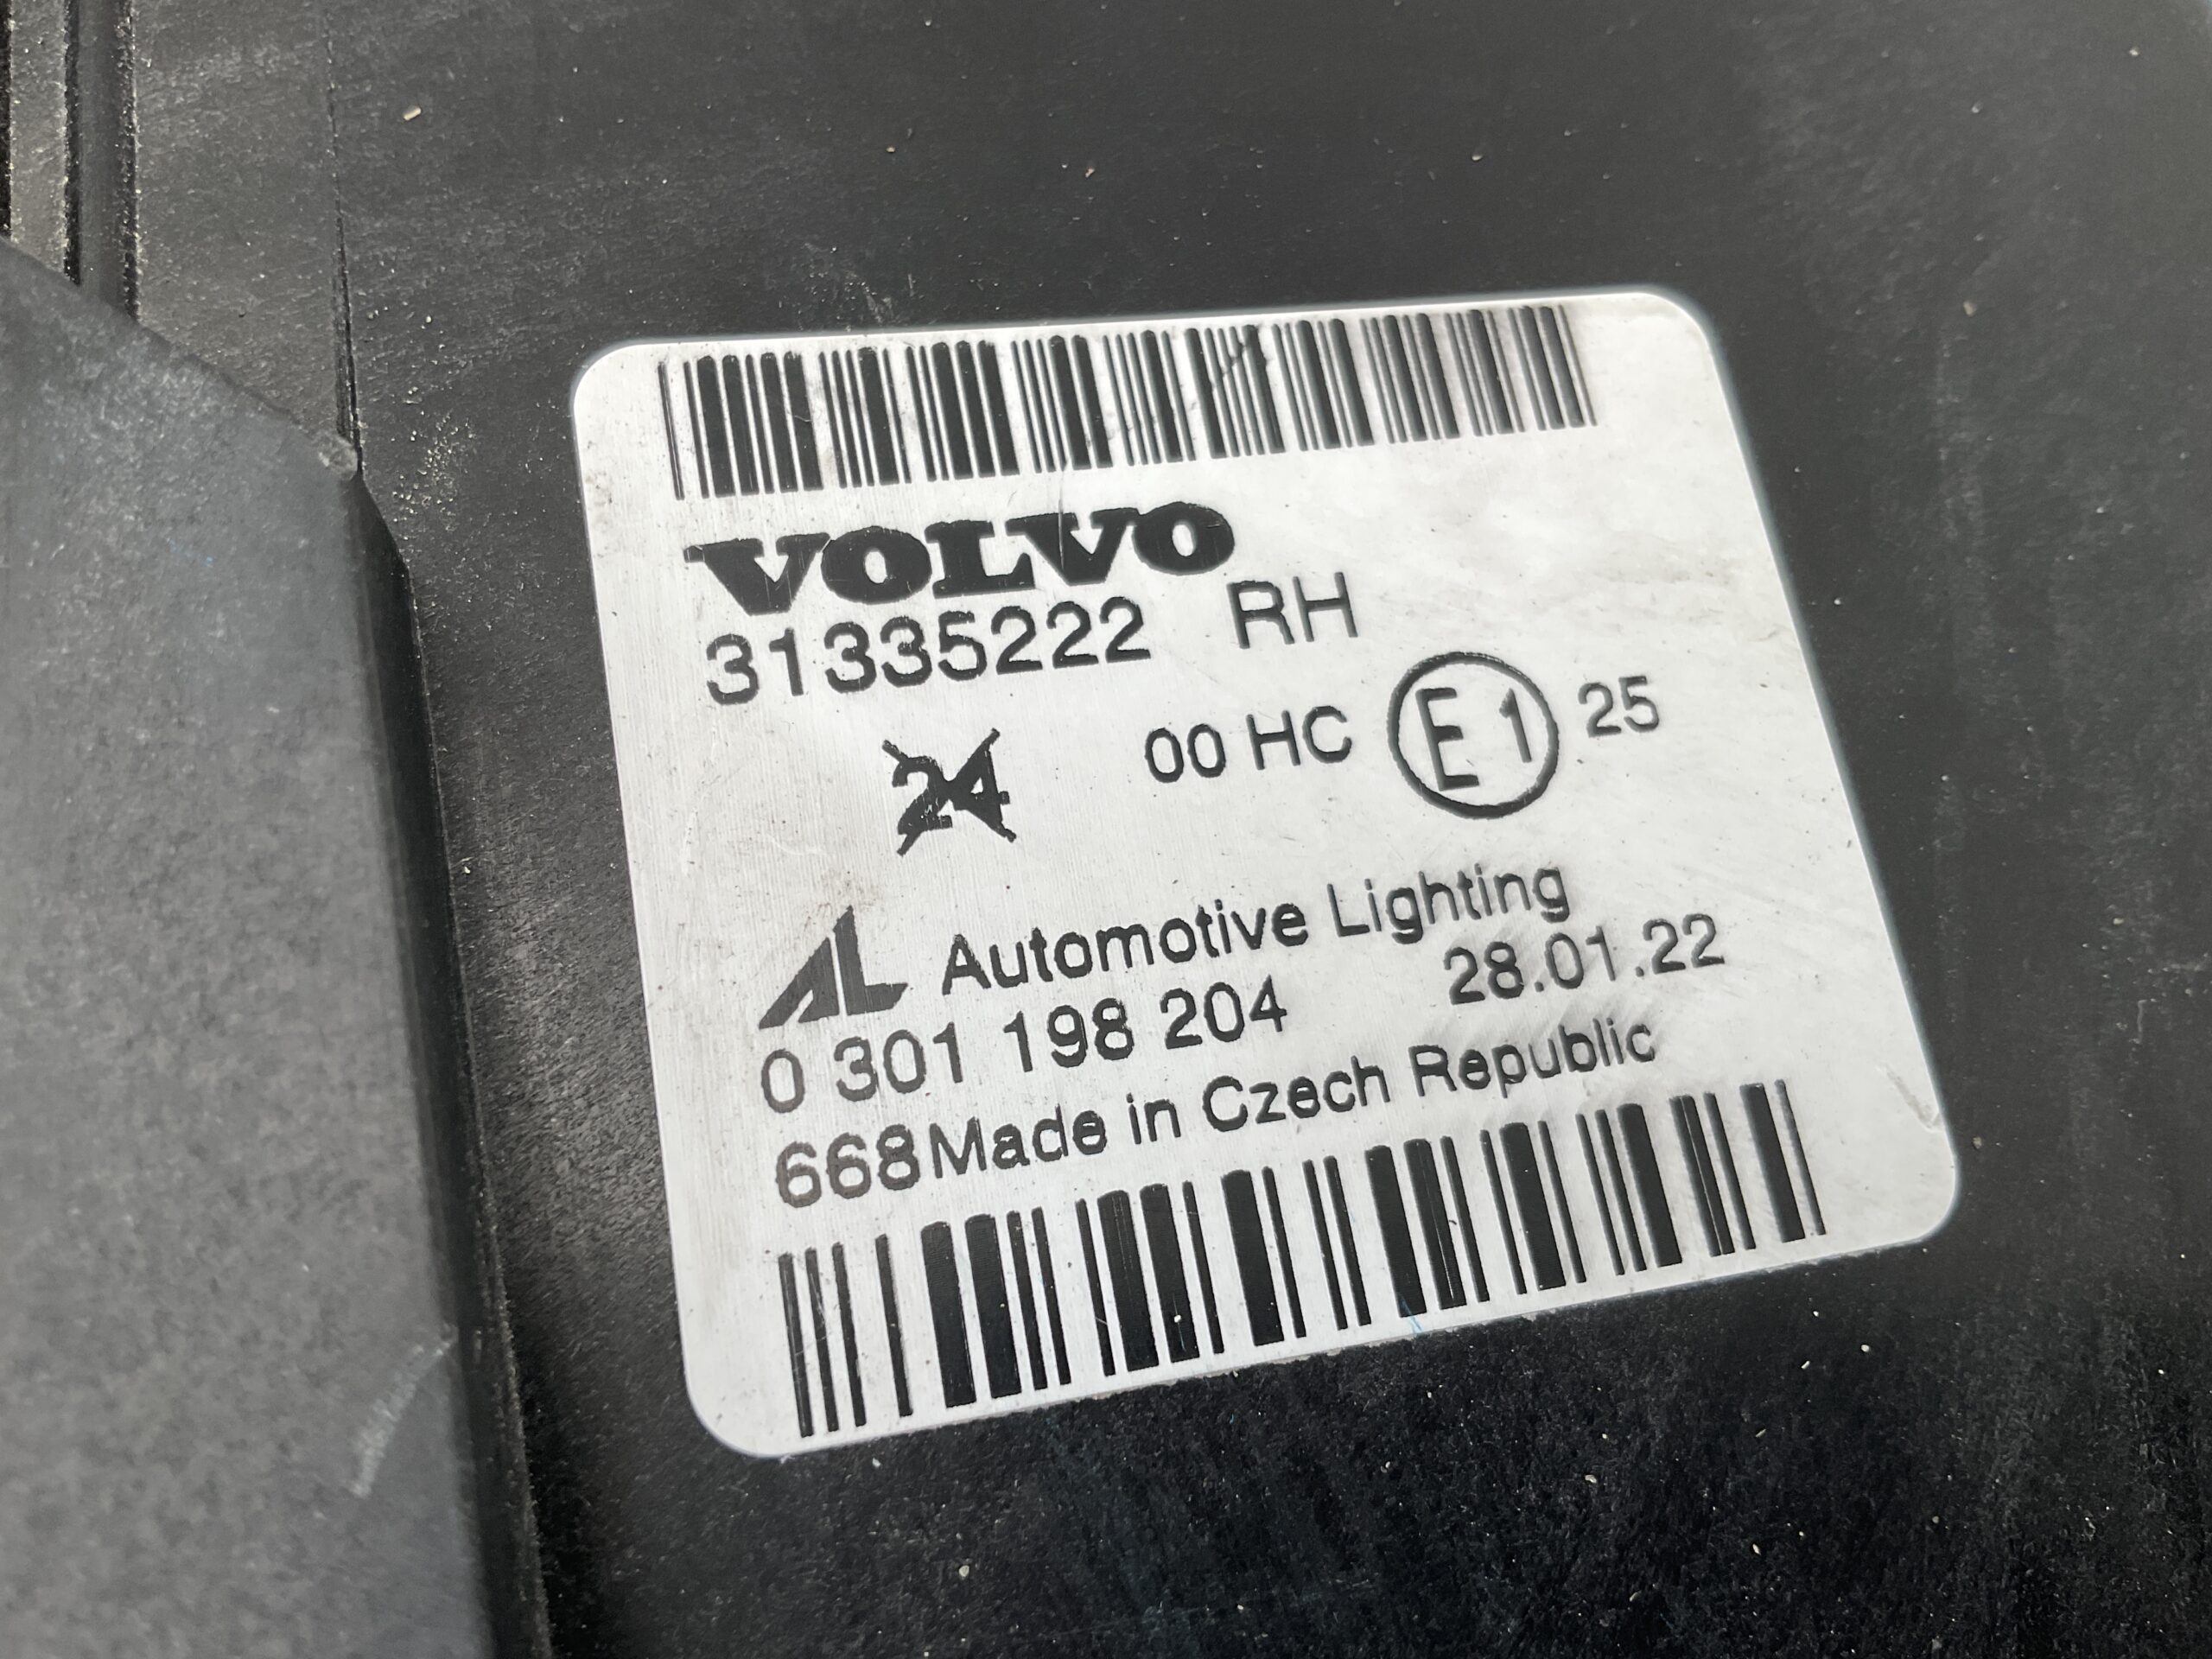 VOLVO
31335222 RH
24 00 HC E1 25
AL Automotive Lighting
0 301 198 204 28.01.22
668 Made in Czech Republic